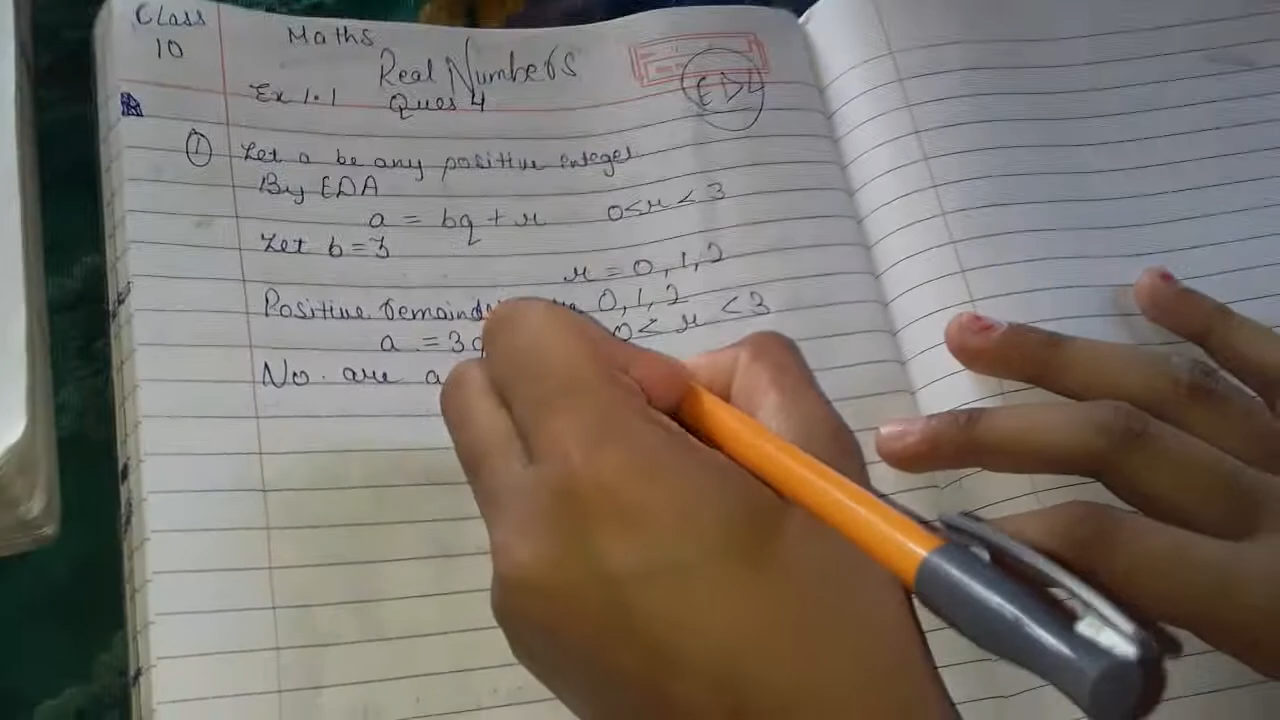 Class
10
Maths
Real Numbers
Ex 1.1 Ques 4
EDL
① Let a be any positive integer
By EDA
a = bq + r 0<r<3
Let b=3
r = 0,1,2
Positive remaind 0,1,2
a = 3q 0< r <3
No. are a